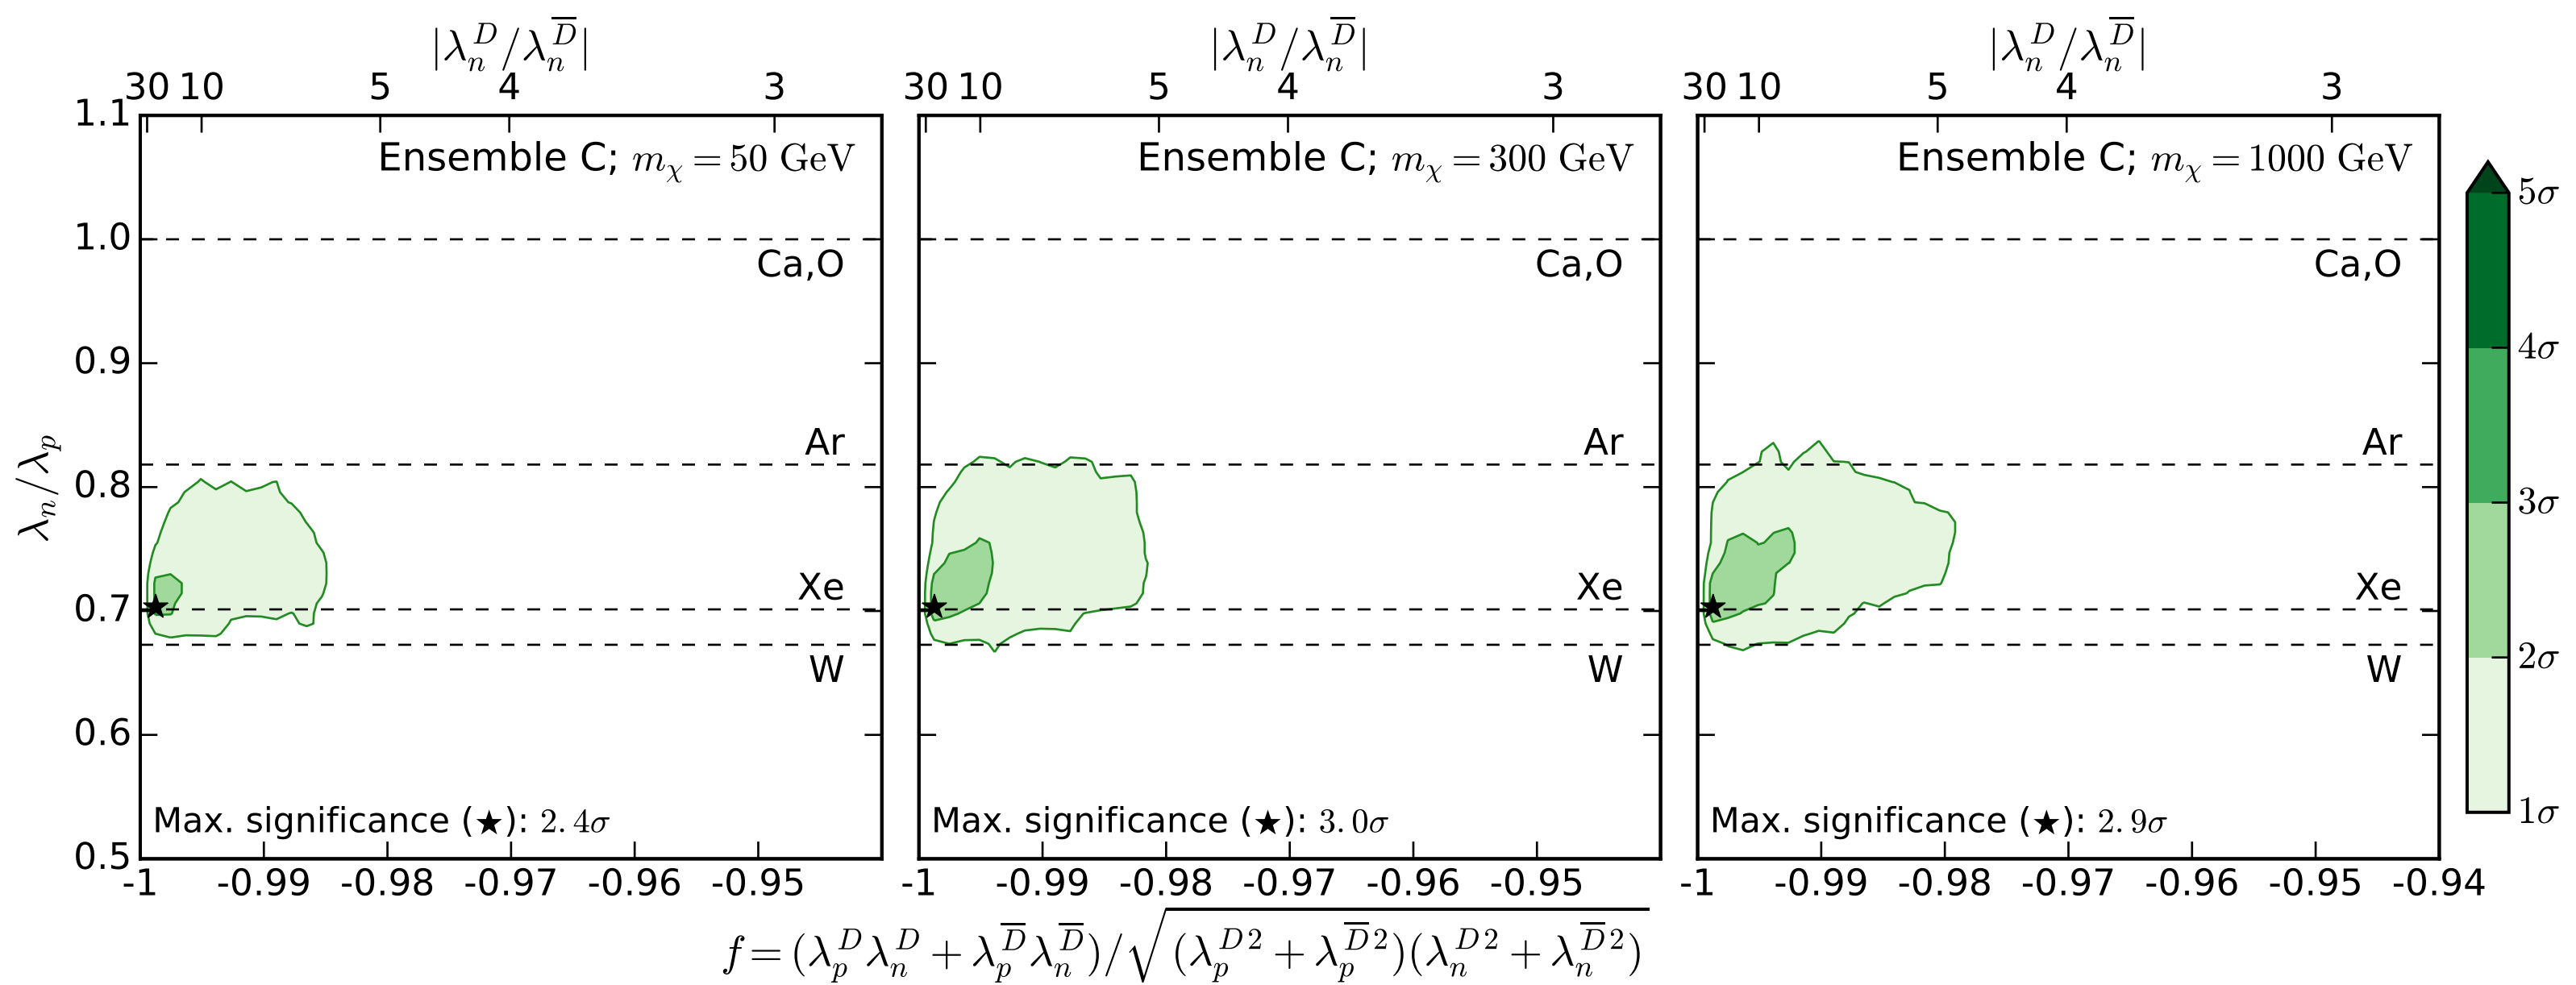 |λ_n^D/λ_n^D̅| |λ_n^D/λ_n^D̅| |λ_n^D/λ_n^D̅|
30 10 5 4 3 30 10 5 4 3 30 10 5 4 3
1.1
Ensemble C; m_χ = 50 GeV
Ensemble C; m_χ = 300 GeV
Ensemble C; m_χ = 1000 GeV
5σ
1.0
Ca,O Ca,O Ca,O
4σ
0.9
Ar Ar Ar
λ_n/λ_p
0.8
3σ
Xe Xe Xe
0.7
2σ
W W W
0.6
Max. significance (★): 2.4σ
Max. significance (★): 3.0σ
Max. significance (★): 2.9σ
1σ
0.5
-1 -0.99 -0.98 -0.97 -0.96 -0.95 -1 -0.99 -0.98 -0.97 -0.96 -0.95 -1 -0.99 -0.98 -0.97 -0.96 -0.95 -0.94
f = (λ_p^D λ_n^D + λ_p^D̅ λ_n^D̅)/√((λ_p^D 2 + λ_p^D̅ 2)(λ_n^D 2 + λ_n^D̅ 2))